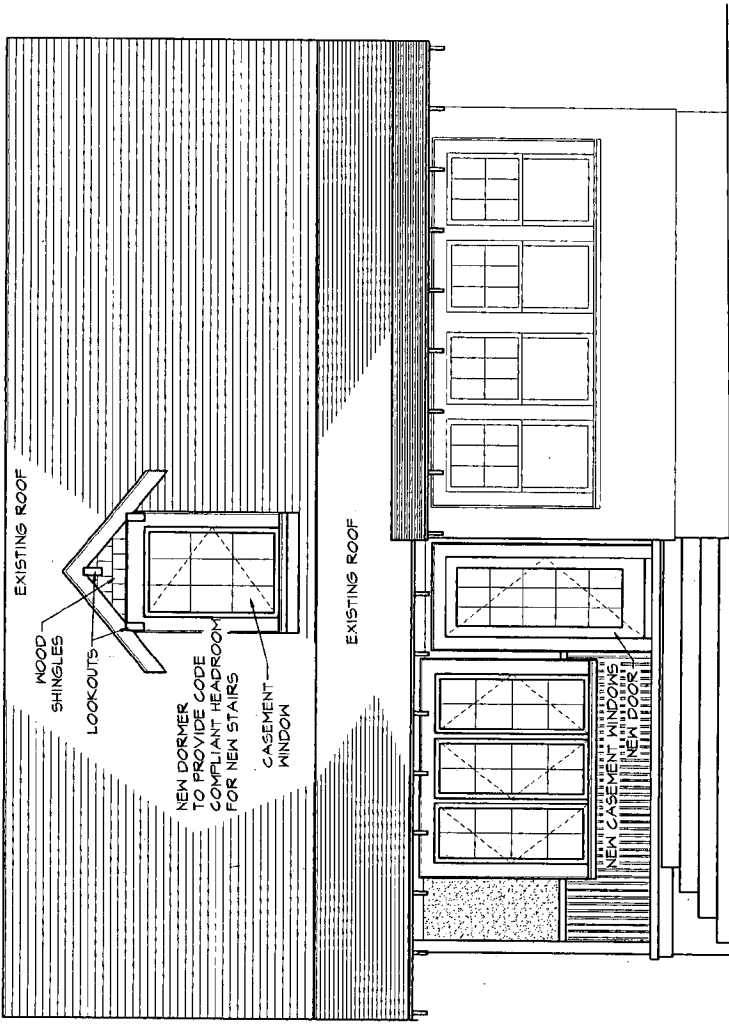 EXISTING ROOF
WOOD
SHINGLES
LOOKOUTS
NEW DORMER
TO PROVIDE CODE
COMPLIANT HEADROOM
FOR NEW STAIRS
CASEMENT
WINDOW
EXISTING ROOF
NEW CASEMENT WINDOWS
NEW DOOR